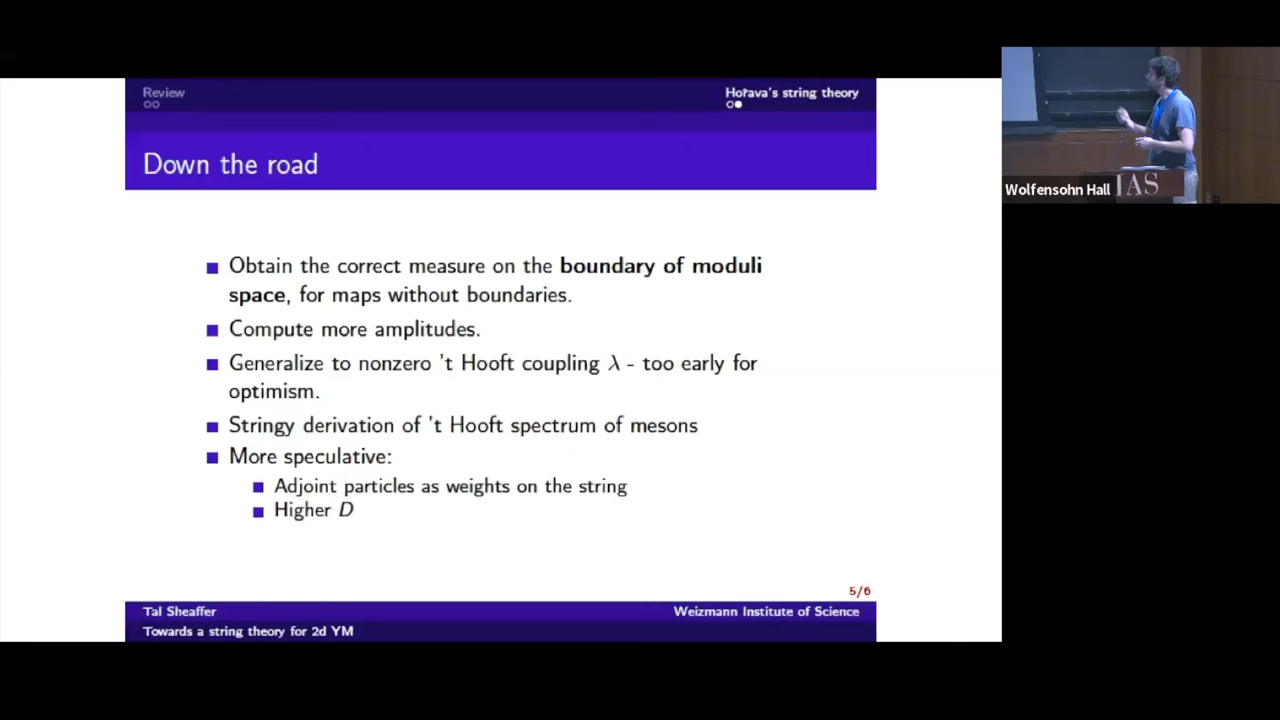 Review
Hořava's string theory
Down the road
Obtain the correct measure on the boundary of moduli
space, for maps without boundaries.
Compute more amplitudes.
Generalize to nonzero 't Hooft coupling λ - too early for
optimism.
Stringy derivation of 't Hooft spectrum of mesons
More speculative:
Adjoint particles as weights on the string
Higher D
5/6
Tal Sheaffer
Weizmann Institute of Science
Towards a string theory for 2d YM
Wolfensohn Hall
IAS